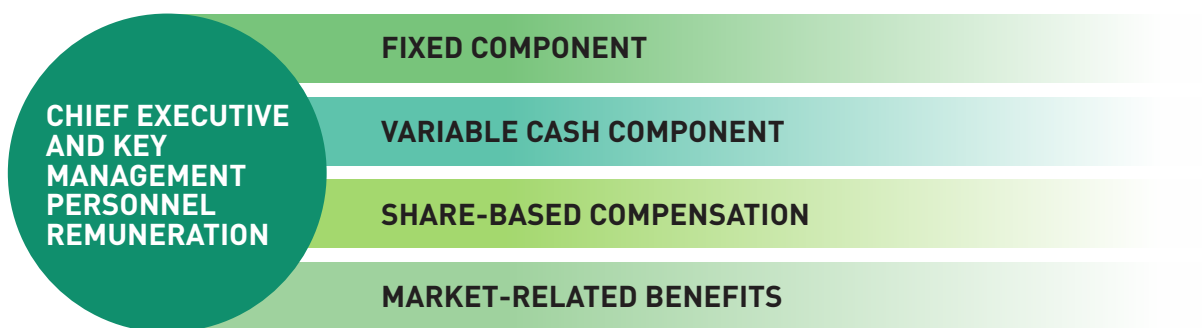 CHIEF EXECUTIVE
AND KEY
MANAGEMENT
PERSONNEL
REMUNERATION
FIXED COMPONENT
VARIABLE CASH COMPONENT
SHARE-BASED COMPENSATION
MARKET-RELATED BENEFITS